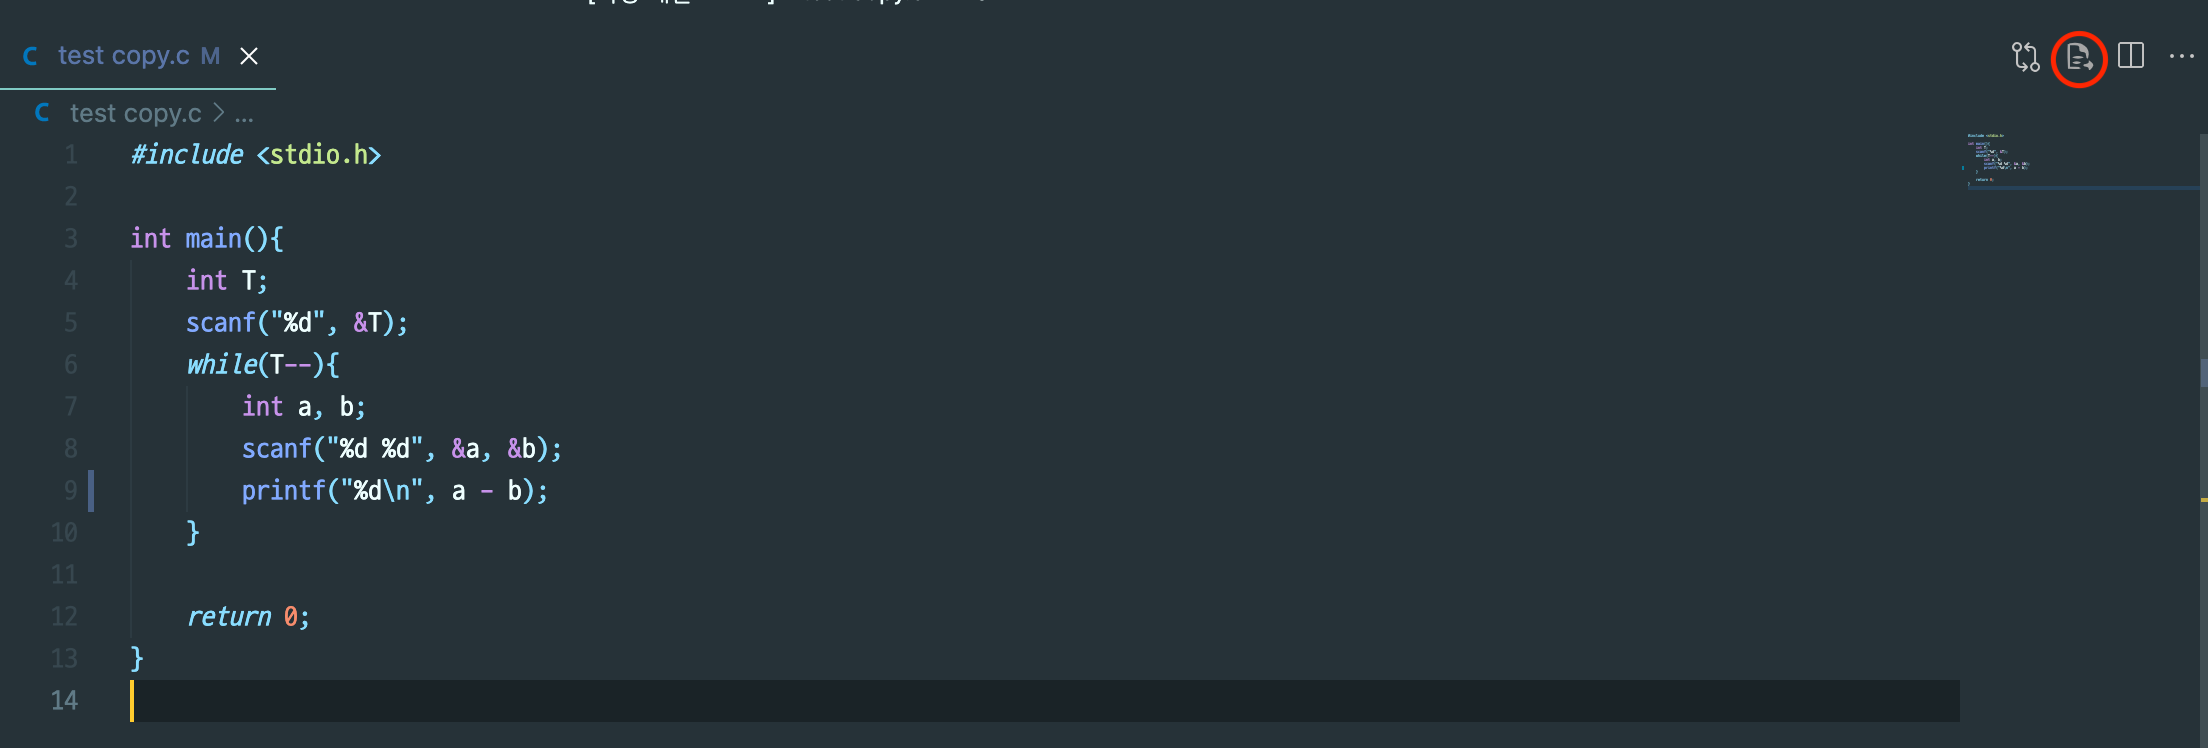 C test copy.c M
C test copy.c > ...
1 #include <stdio.h>
2
3 int main(){
4     int T;
5     scanf("%d", &T);
6     while(T--){
7         int a, b;
8         scanf("%d %d", &a, &b);
9         printf("%d\n", a - b);
10     }
11
12     return 0;
13 }
14